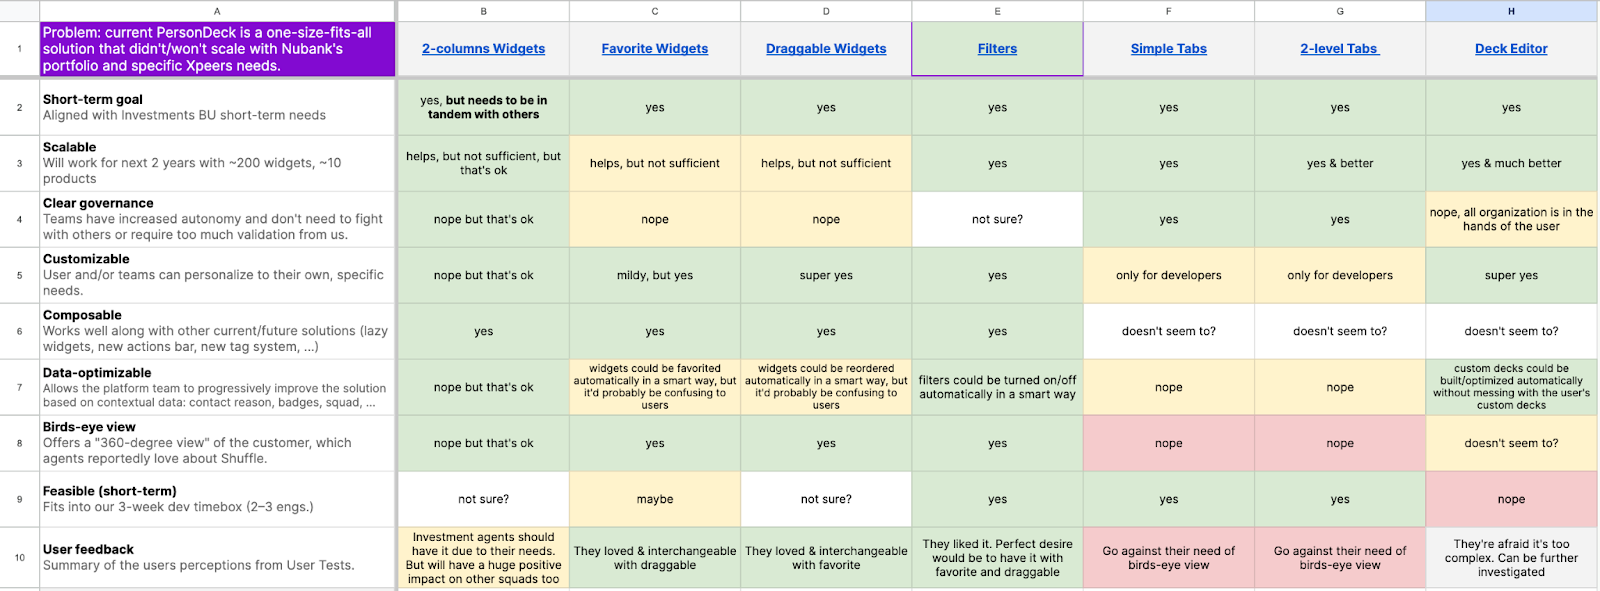 A B C D E F G H
1
Problem: current PersonDeck is a one-size-fits-all
solution that didn't/won't scale with Nubank's
portfolio and specific Xpeers needs.
2-columns Widgets
Favorite Widgets
Draggable Widgets
Filters
Simple Tabs
2-level Tabs
Deck Editor
2
Short-term goal
Aligned with Investments BU short-term needs
yes, but needs to be in
tandem with others
yes
yes
yes
yes
yes
yes
3
Scalable
Will work for next 2 years with ~200 widgets, ~10
products
helps, but not sufficient, but
that's ok
helps, but not sufficient
helps, but not sufficient
yes
yes
yes & better
yes & much better
4
Clear governance
Teams have increased autonomy and don't need to fight
with others or require too much validation from us.
nope but that's ok
nope
nope
not sure?
yes
yes
nope, all organization is in the
hands of the user
5
Customizable
User and/or teams can personalize to their own, specific
needs.
nope but that's ok
mildy, but yes
super yes
yes
only for developers
only for developers
super yes
6
Composable
Works well along with other current/future solutions (lazy
widgets, new actions bar, new tag system, ...)
yes
yes
yes
yes
doesn't seem to?
doesn't seem to?
doesn't seem to?
7
Data-optimizable
Allows the platform team to progressively improve the solution
based on contextual data: contact reason, badges, squad, ...
nope but that's ok
widgets could be favorited
automatically in a smart way, but
it'd probably be confusing to
users
widgets could be reordered
automatically in a smart way, but
it'd probably be confusing to
users
filters could be turned on/off
automatically in a smart way
nope
nope
custom decks could be
built/optimized automatically
without messing with the user's
custom decks
8
Birds-eye view
Offers a "360-degree view" of the customer, which
agents reportedly love about Shuffle.
nope but that's ok
yes
yes
yes
nope
nope
doesn't seem to?
9
Feasible (short-term)
Fits into our 3-week dev timebox (2–3 engs.)
not sure?
maybe
not sure?
yes
yes
yes
nope
10
User feedback
Summary of the users perceptions from User Tests.
Investment agents should
have it due to their needs.
But will have a huge positive
impact on other squads too
They loved & interchangeable
with draggable
They loved & interchangeable
with favorite
They liked it. Perfect desire
would be to have it with
favorite and draggable
Go against their need of
birds-eye view
Go against their need of
birds-eye view
They're afraid it's too
complex. Can be further
investigated